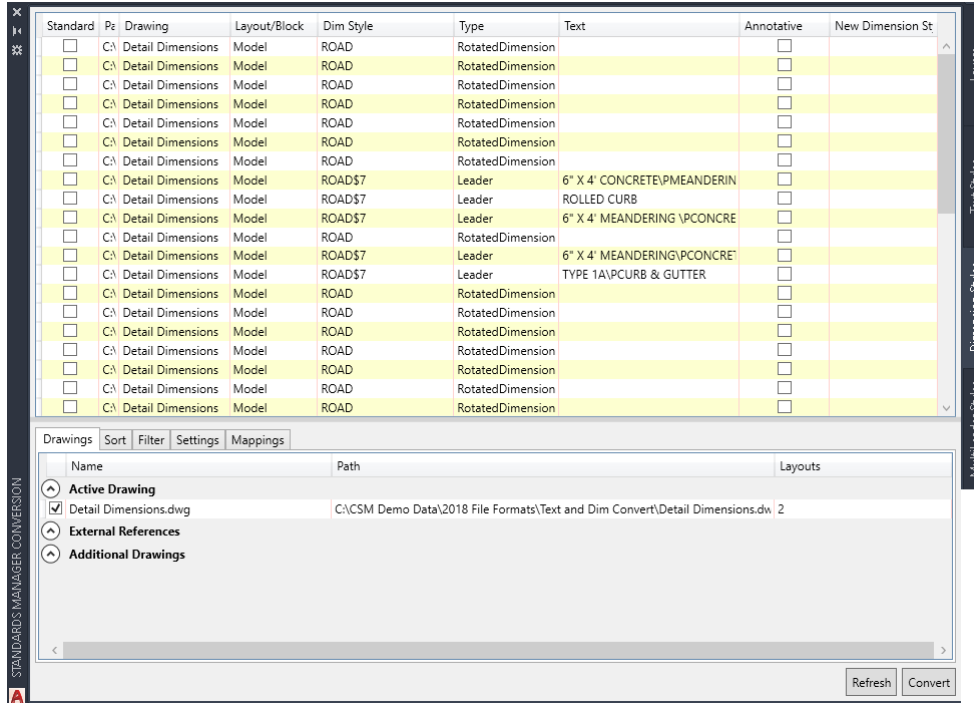 Standard Pa Drawing Layout/Block Dim Style Type Text Annotative New Dimension St
C:\ Detail Dimensions Model ROAD RotatedDimension
C:\ Detail Dimensions Model ROAD RotatedDimension
C:\ Detail Dimensions Model ROAD RotatedDimension
C:\ Detail Dimensions Model ROAD RotatedDimension
C:\ Detail Dimensions Model ROAD RotatedDimension
C:\ Detail Dimensions Model ROAD RotatedDimension
C:\ Detail Dimensions Model ROAD RotatedDimension
C:\ Detail Dimensions Model ROAD$7 Leader 6" X 4' CONCRETE\PMEANDERIN
C:\ Detail Dimensions Model ROAD$7 Leader ROLLED CURB
C:\ Detail Dimensions Model ROAD$7 Leader 6" X 4' MEANDERING \PCONCRE
C:\ Detail Dimensions Model ROAD RotatedDimension
C:\ Detail Dimensions Model ROAD$7 Leader 6" X 4' MEANDERING\PCONCRET
C:\ Detail Dimensions Model ROAD$7 Leader TYPE 1A\PCURB & GUTTER
C:\ Detail Dimensions Model ROAD RotatedDimension
C:\ Detail Dimensions Model ROAD RotatedDimension
C:\ Detail Dimensions Model ROAD RotatedDimension
C:\ Detail Dimensions Model ROAD RotatedDimension
C:\ Detail Dimensions Model ROAD RotatedDimension
C:\ Detail Dimensions Model ROAD RotatedDimension
C:\ Detail Dimensions Model ROAD RotatedDimension
Drawings Sort Filter Settings Mappings
Name Path Layouts
Active Drawing
Detail Dimensions.dwg C:\CSM Demo Data\2018 File Formats\Text and Dim Convert\Detail Dimensions.dw 2
External References
Additional Drawings
Refresh Convert
STANDARDS MANAGER CONVERSION